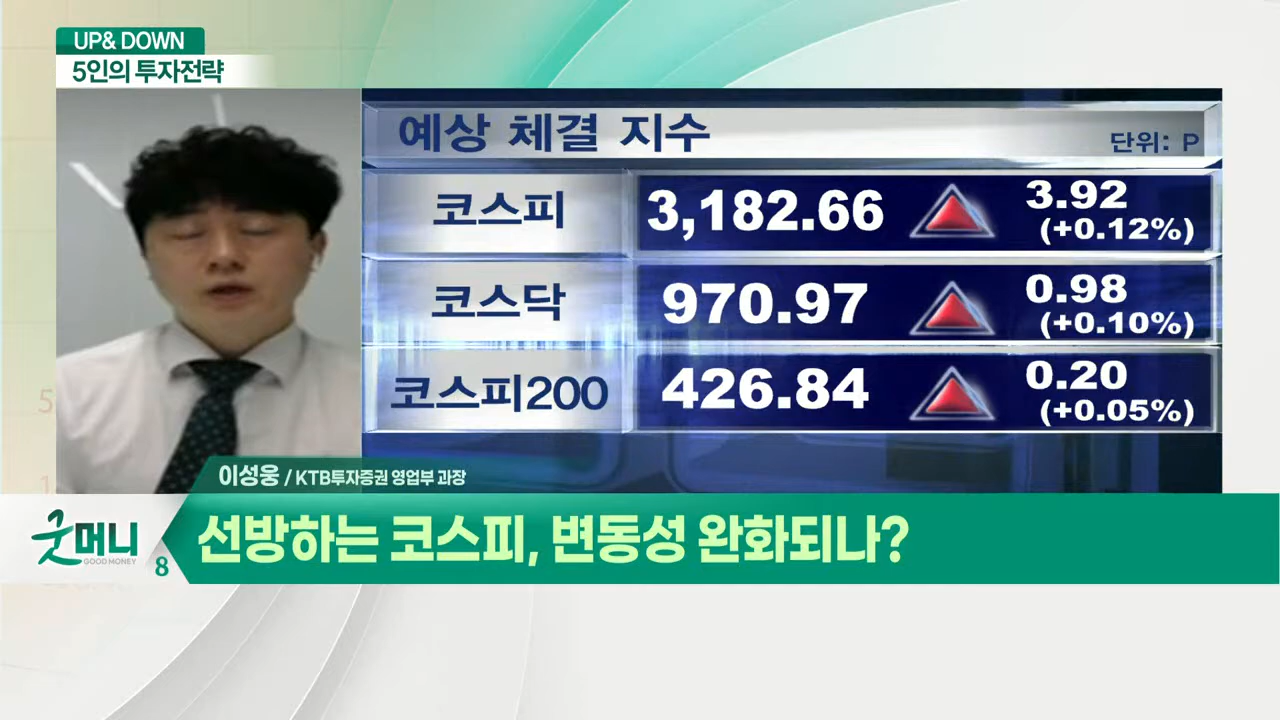 UP& DOWN
5인의 투자전략
예상 체결 지수
단위: P
코스피 3,182.66 3.92 (+0.12%)
코스닥 970.97 0.98 (+0.10%)
코스피200 426.84 0.20 (+0.05%)
이성웅 / KTB투자증권 영업부 과장
굿머니
GOOD MONEY
8
선방하는 코스피, 변동성 완화되나?
5
1